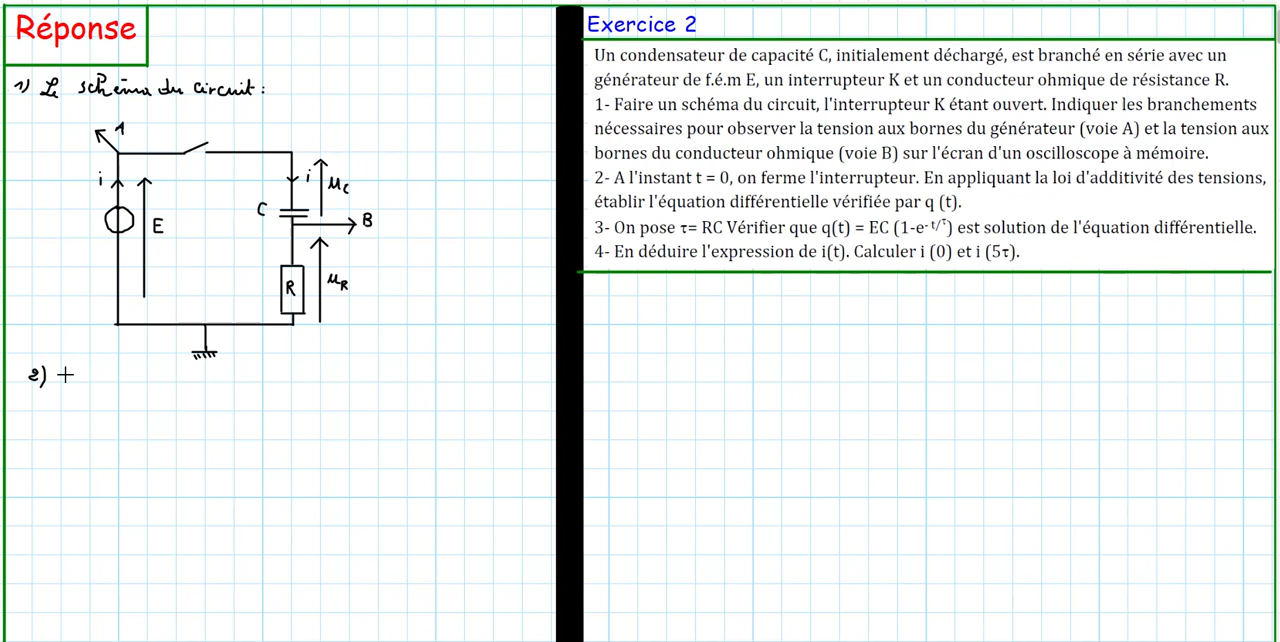 Réponse
1) Le schéma du circuit :
A
i
E
C
i
uC
B
R
uR
2) +
Exercice 2
Un condensateur de capacité C, initialement déchargé, est branché en série avec un
générateur de f.é.m E, un interrupteur K et un conducteur ohmique de résistance R.
1- Faire un schéma du circuit, l'interrupteur K étant ouvert. Indiquer les branchements
nécessaires pour observer la tension aux bornes du générateur (voie A) et la tension aux
bornes du conducteur ohmique (voie B) sur l'écran d'un oscilloscope à mémoire.
2- A l'instant t = 0, on ferme l'interrupteur. En appliquant la loi d'additivité des tensions,
établir l'équation différentielle vérifiée par q (t).
3- On pose τ= RC Vérifier que q(t) = EC (1-e^{-t/τ}) est solution de l'équation différentielle.
4- En déduire l'expression de i(t). Calculer i (0) et i (5τ).